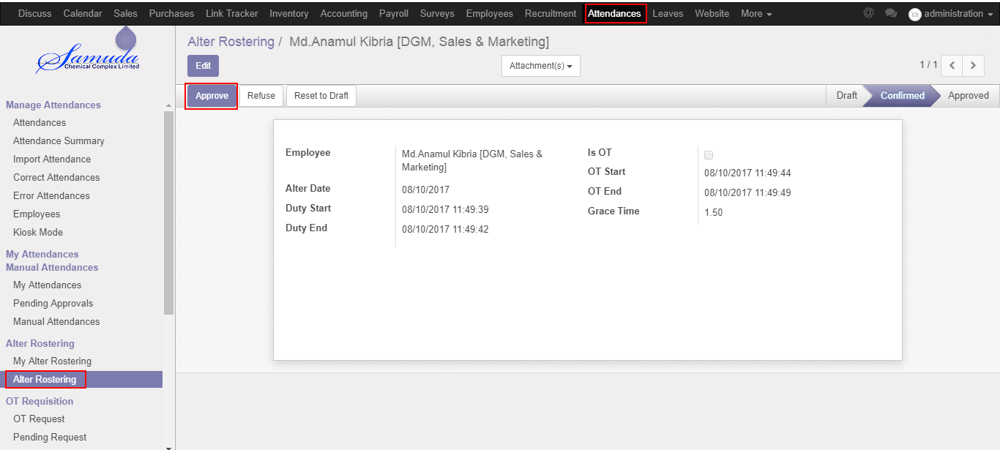 Discuss Calendar Sales Purchases Link Tracker Inventory Accounting Payroll Surveys Employees Recruitment Attendances Leaves Website More @ administration
Samuda
Chemical Complex Limited
Alter Rostering / Md.Anamul Kibria [DGM, Sales & Marketing]
Edit Attachment(s) 1 / 1
Approve Refuse Reset to Draft Draft Confirmed Approved
Manage Attendances
Attendances
Attendance Summary
Import Attendance
Correct Attendances
Error Attendances
Employees
Kiosk Mode
My Attendances
Manual Attendances
My Attendances
Pending Approvals
Manual Attendances
Alter Rostering
My Alter Rostering
Alter Rostering
OT Requisition
OT Request
Pending Request
Employee Md.Anamul Kibria [DGM, Sales &
Marketing]
Alter Date 08/10/2017
Duty Start 08/10/2017 11:49:39
Duty End 08/10/2017 11:49:42
Is OT
OT Start 08/10/2017 11:49:44
OT End 08/10/2017 11:49:49
Grace Time 1.50